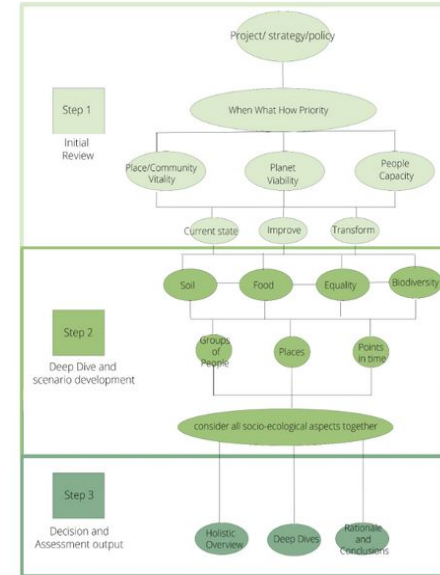 Project/ strategy/policy
Step 1
Initial
Review
When What How Priority
Place/Community
Vitality
Planet
Viability
People
Capacity
Current state
Improve
Transform
Step 2
Deep Dive and
scenario development
Soil
Food
Equality
Biodiversity
Groups
of
People
Places
Points
in time
consider all socio-ecological aspects together
Step 3
Decision and
Assessment output
Holistic
Overview
Deep Dives
Rationale
and
Conclusions